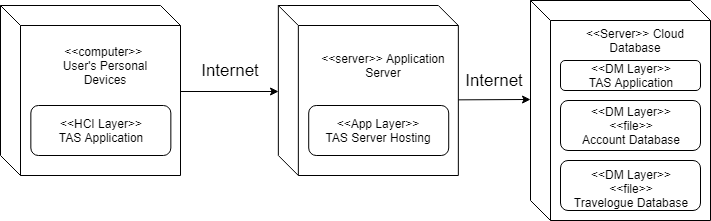 <<computer>>
User's Personal
Devices
<<HCI Layer>>
TAS Application
Internet
<<server>> Application
Server
<<App Layer>>
TAS Server Hosting
Internet
<<Server>> Cloud
Database
<<DM Layer>>
TAS Application
<<DM Layer>>
<<file>>
Account Database
<<DM Layer>>
<<file>>
Travelogue Database